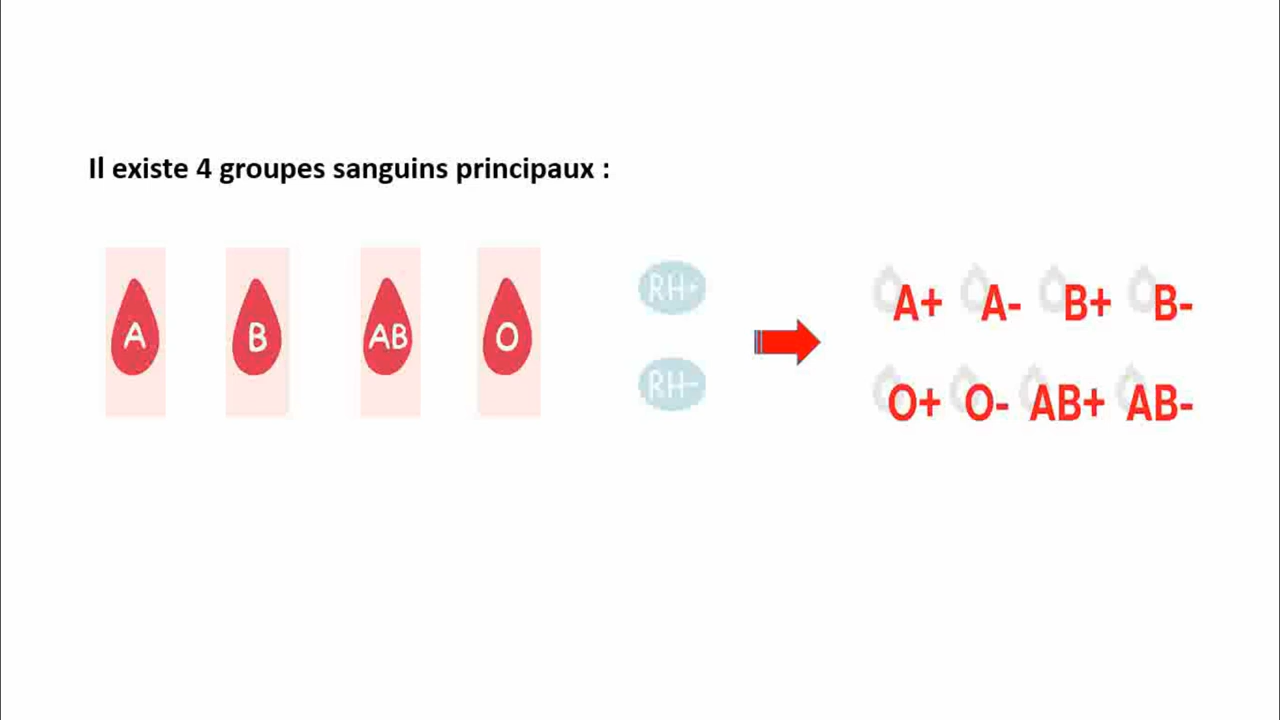 Il existe 4 groupes sanguins principaux :
A B AB O
RH+
RH-
A+ A- B+ B-
O+ O- AB+ AB-